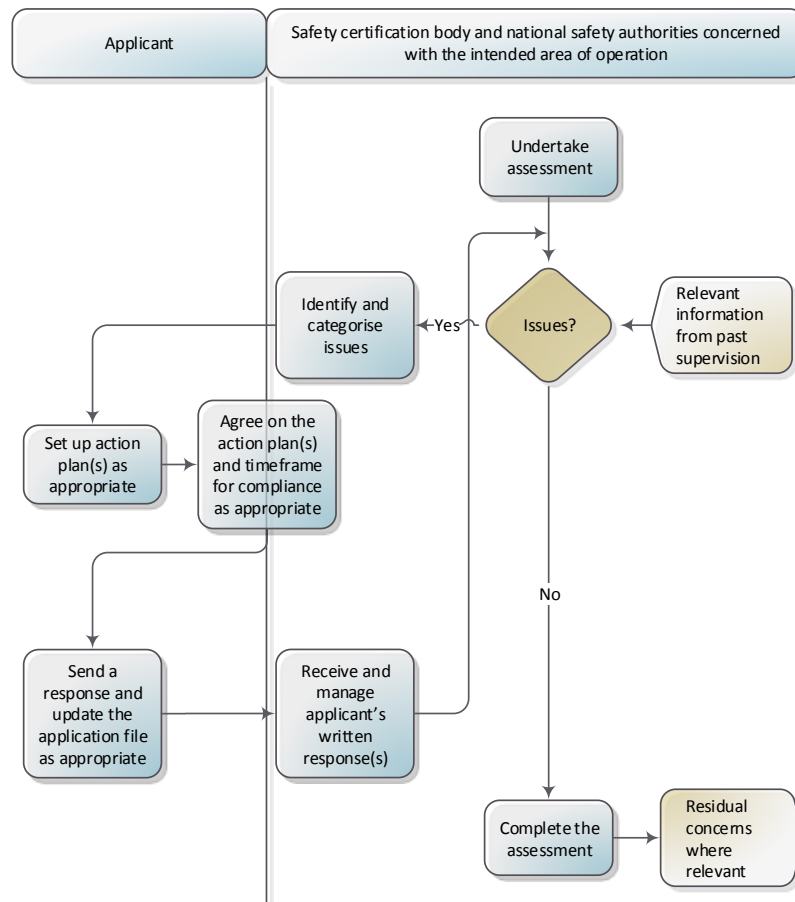 Applicant
Safety certification body and national safety authorities concerned
with the intended area of operation
Undertake
assessment
Identify and
categorise
issues
Yes
Issues?
Relevant
information
from past
supervision
Set up action
plan(s) as
appropriate
Agree on the
action plan(s)
and timeframe
for compliance
as appropriate
No
Send a
response and
update the
application file
as appropriate
Receive and
manage
applicant’s
written
response(s)
Complete the
assessment
Residual
concerns
where
relevant